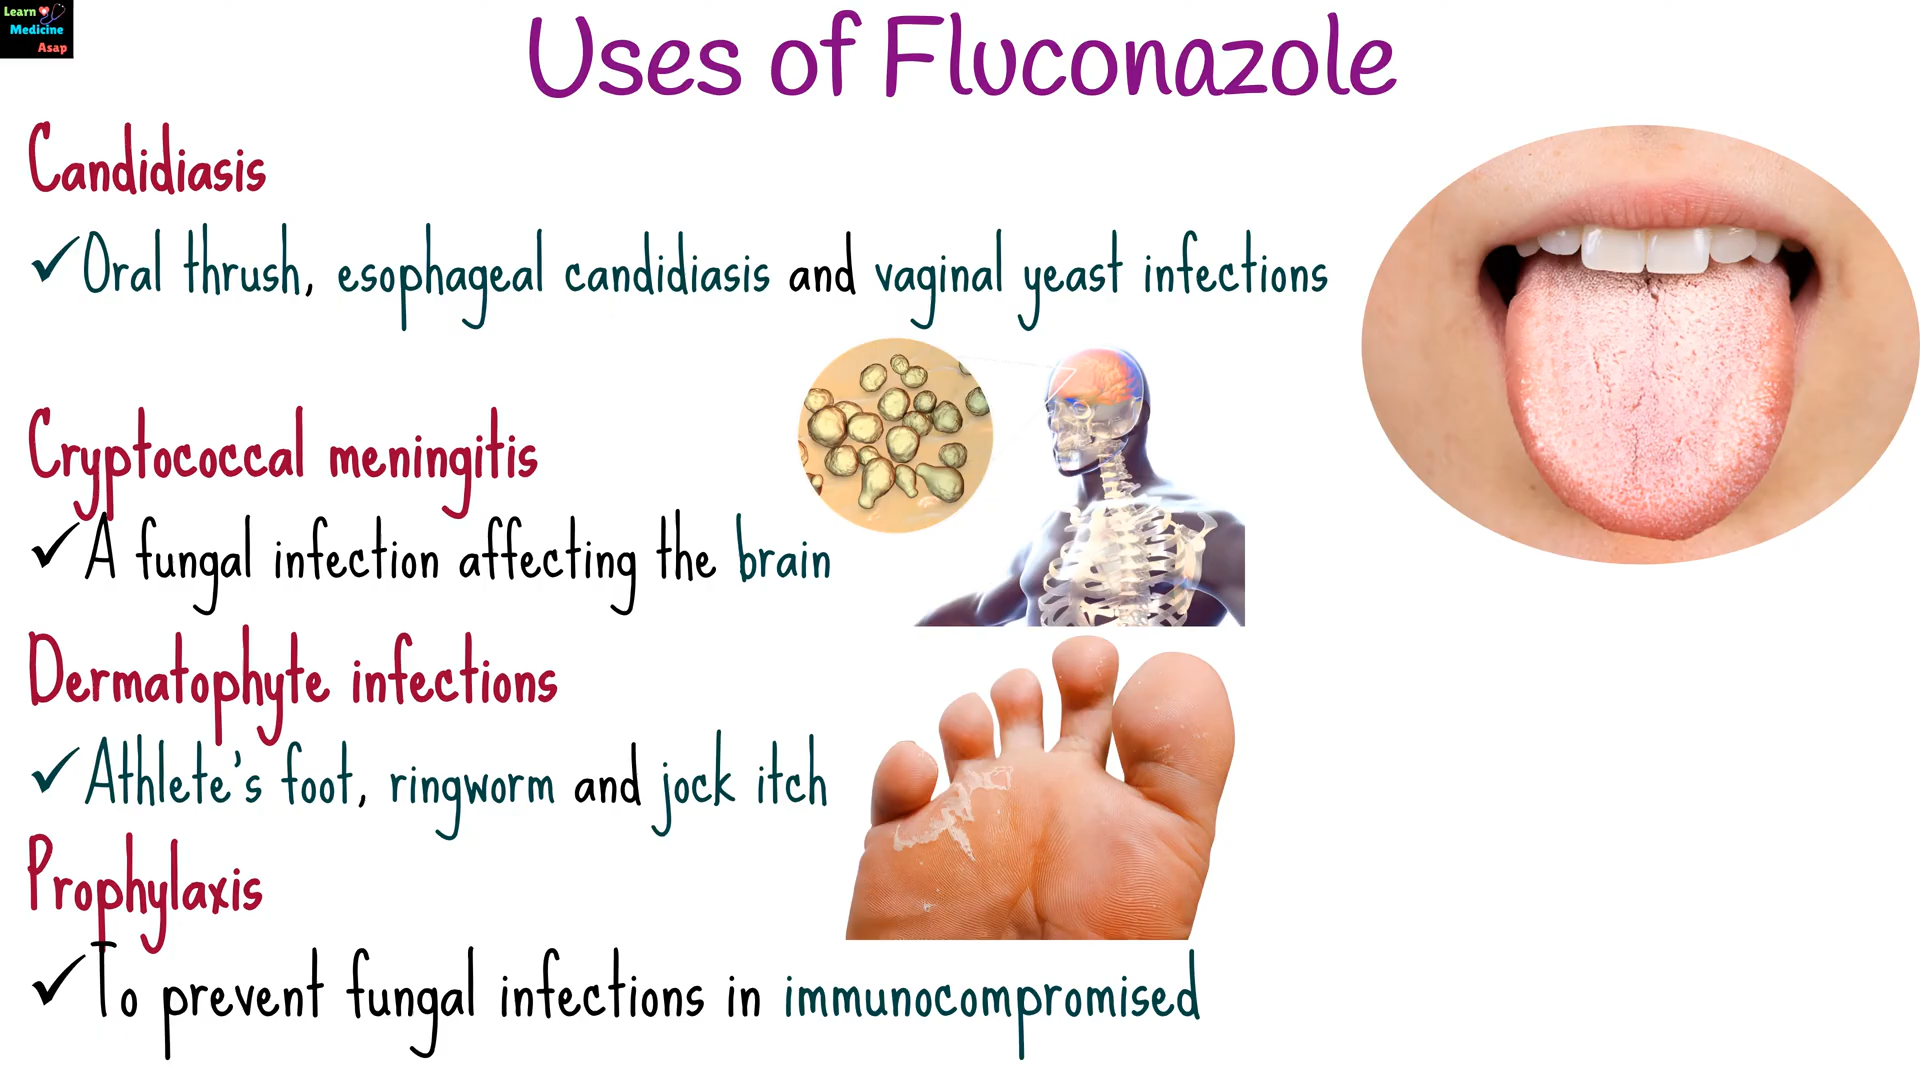 Learn
Medicine
Asap
Uses of Fluconazole
Candidiasis
✓Oral thrush, esophageal candidiasis and vaginal yeast infections
Cryptococcal meningitis
✓A fungal infection affecting the brain
Dermatophyte infections
✓Athlete's foot, ringworm and jock itch
Prophylaxis
✓To prevent fungal infections in immunocompromised